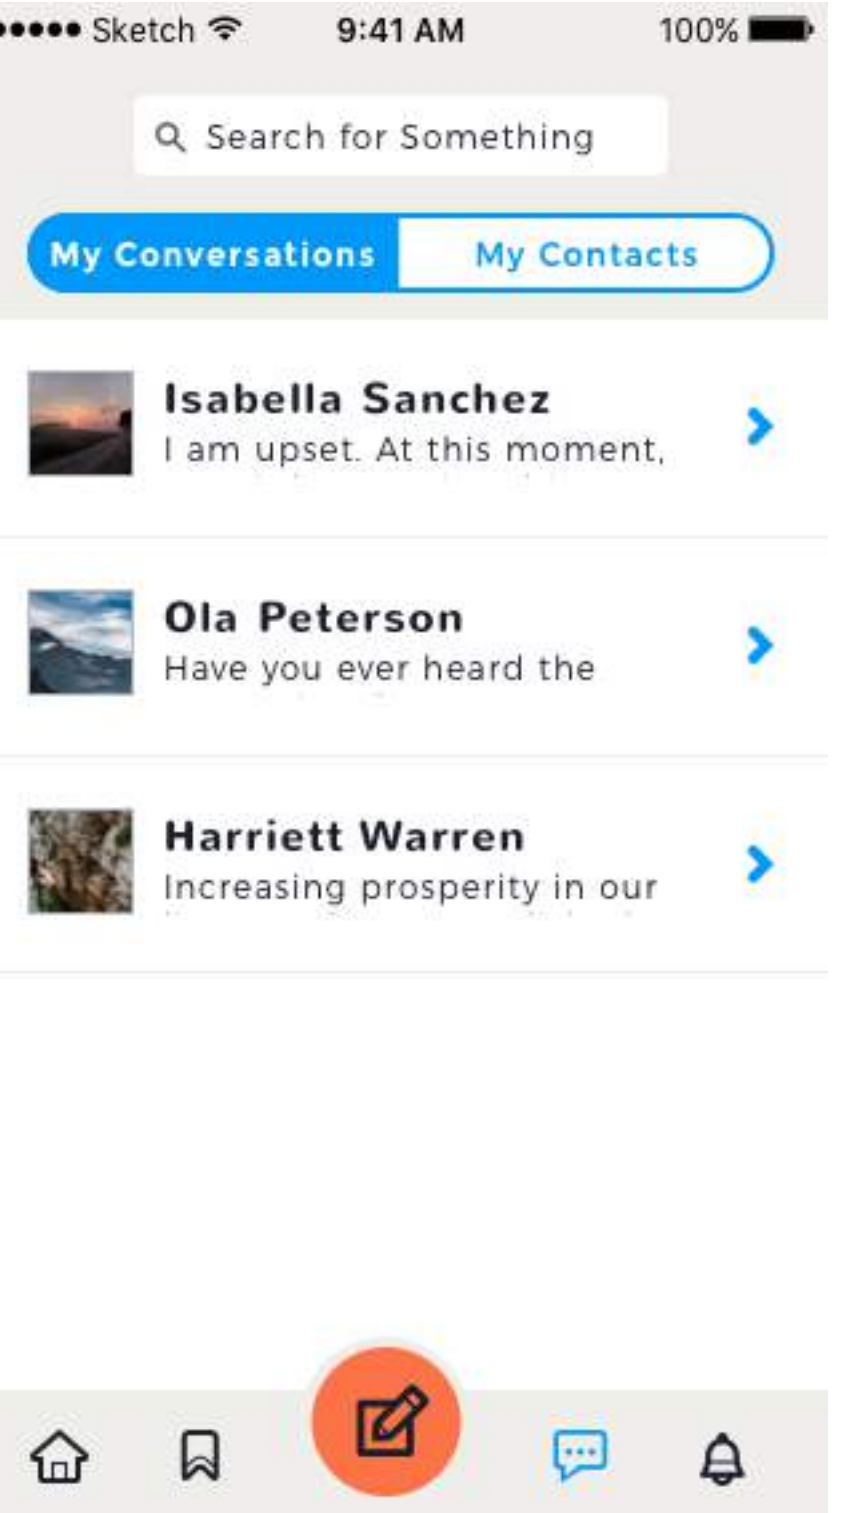 Sketch 9:41 AM 100%
Search for Something
My Conversations My Contacts
Isabella Sanchez
I am upset. At this moment,
Ola Peterson
Have you ever heard the
Harriett Warren
Increasing prosperity in our